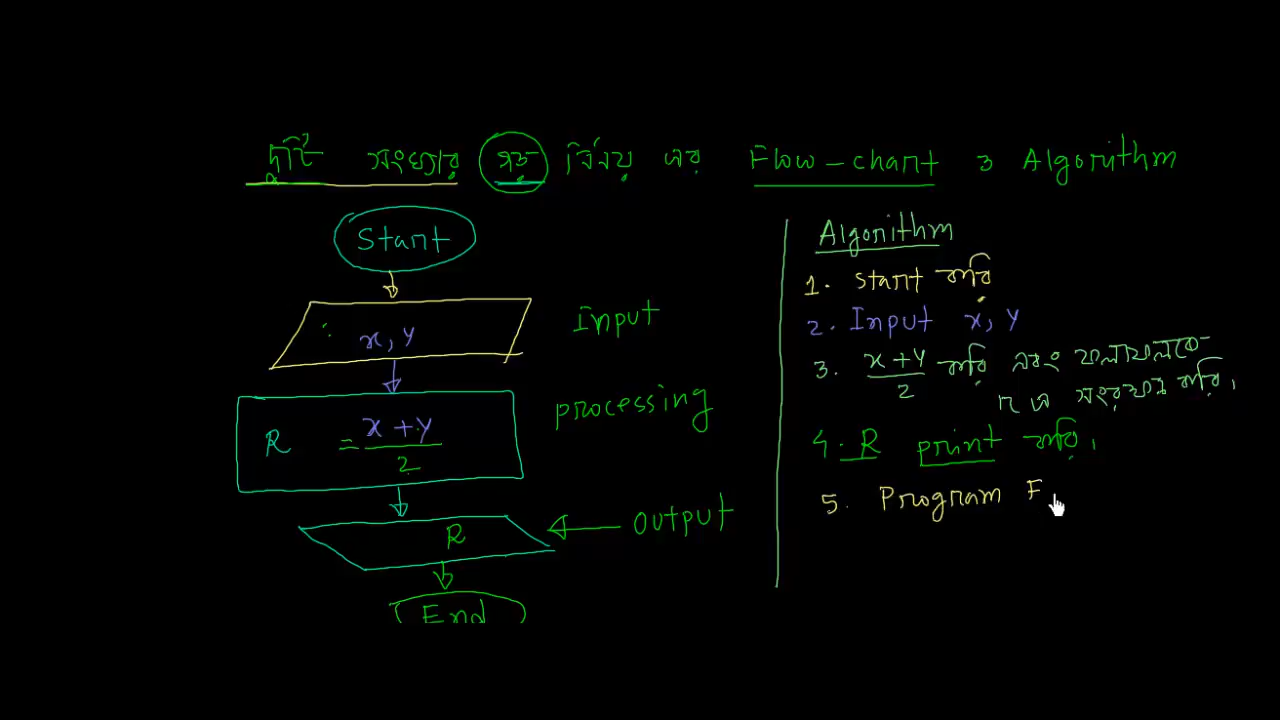 দুটি সংখ্যার গড় নির্ণয় এর Flow-chart ও Algorithm
Start
x, y
Input
R = x + y / 2
processing
R
output
End
Algorithm
1. start করি
2. Input x, y
3. x + y / 2 করি এবং ফলাফলকে
R এ সংরক্ষন করি।
4. R print করি।
5. Program E